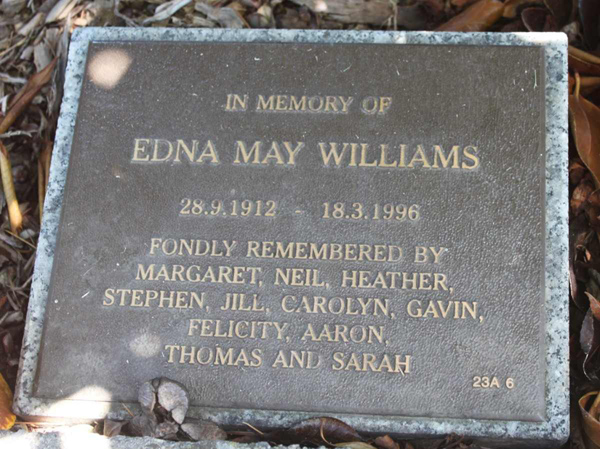 IN MEMORY OF
EDNA MAY WILLIAMS
28.9.1912 - 18.3.1996
FONDLY REMEMBERED BY
MARGARET, NEIL, HEATHER,
STEPHEN, JILL, CAROLYN, GAVIN,
FELICITY, AARON,
THOMAS AND SARAH
23A 6